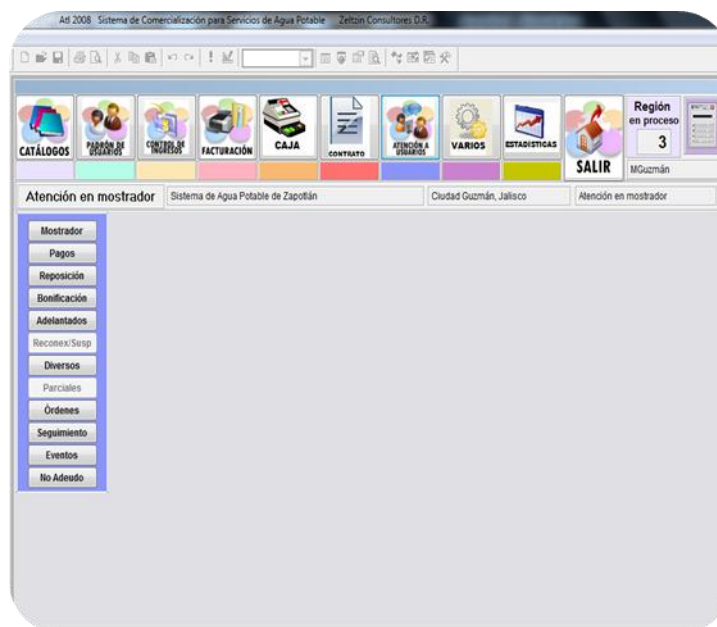 Atl 2008 Sistema de Comercialización para Servicios de Agua Potable Zeltzin Consultores D.R.
CATÁLOGOS
PADRÓN DE USUARIOS
CONTROL DE INGRESOS
FACTURACIÓN
CAJA
CONTRATO
ATENCIÓN A USUARIOS
VARIOS
ESTADISTICAS
SALIR
Región
en proceso
3
MGuzmán
Atención en mostrador Sistema de Agua Potable de Zapotlán Ciudad Guzmán, Jalisco Atención en mostrador
Mostrador
Pagos
Reposición
Bonificación
Adelantados
Reconex/Susp
Diversos
Parciales
Órdenes
Seguimiento
Eventos
No Adeudo